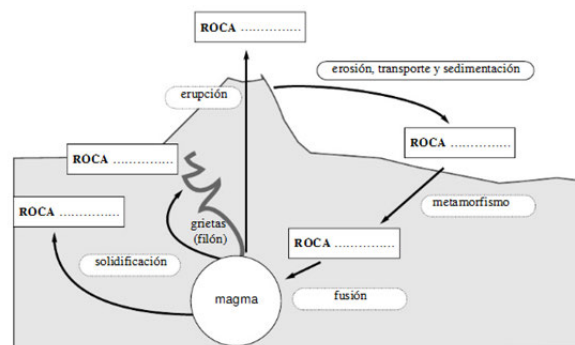 ROCA ................
erosión, transporte y sedimentación
erupción
ROCA ................
ROCA ................
ROCA ................
metamorfismo
grietas
(filón)
ROCA ................
solidificación
magma
fusión